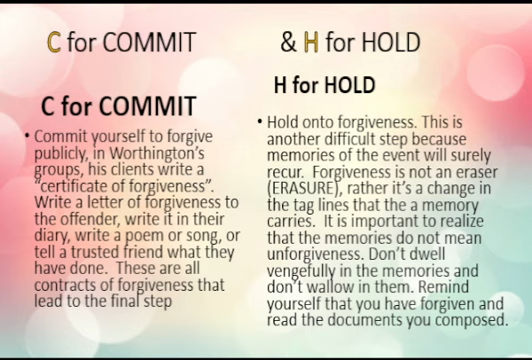 C for COMMIT
& H for HOLD
C for COMMIT
• Commit yourself to forgive
publicly, in Worthington's
groups, his clients write a
"certificate of forgiveness".
Write a letter of forgiveness to
the offender, write it in their
diary, write a poem or song, or
tell a trusted friend what they
have done. These are all
contracts of forgiveness that
lead to the final step
H for HOLD
• Hold onto forgiveness. This is
another difficult step because
memories of the event will surely
recur. Forgiveness is not an eraser
(ERASURE), rather it's a change in
the tag lines that the a memory
carries. It is important to realize
that the memories do not mean
unforgiveness. Don't dwell
vengefully in the memories and
don't wallow in them. Remind
yourself that you have forgiven and
read the documents you composed.